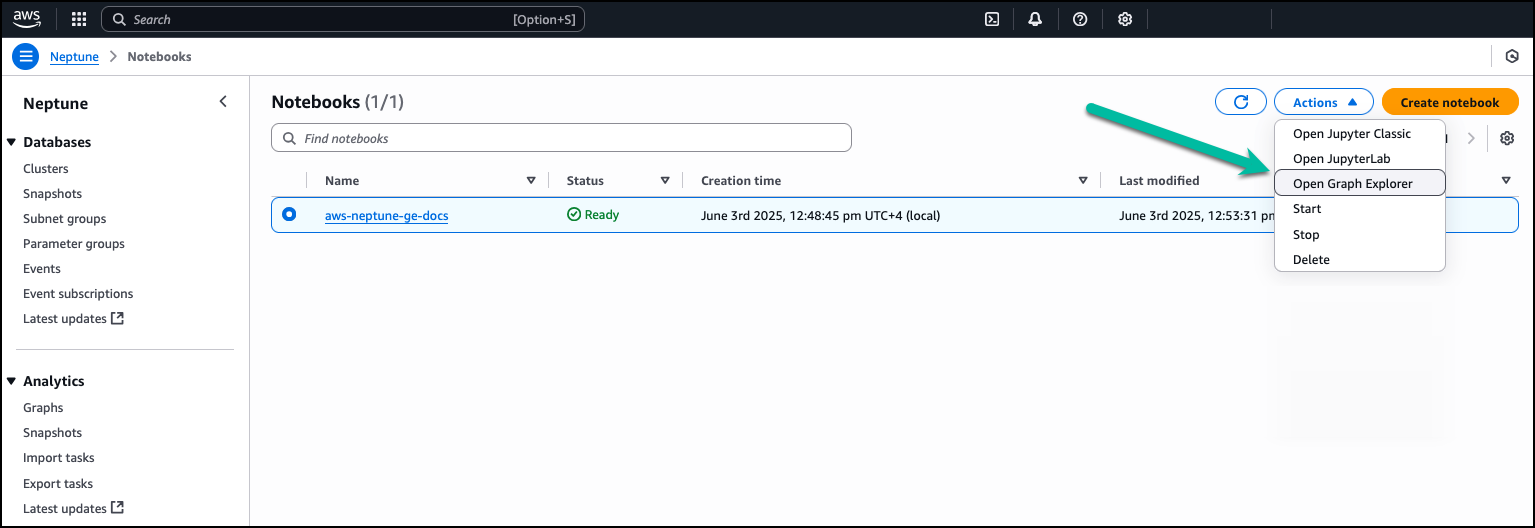 aws Search [Option+S]
Neptune Notebooks
Neptune
Databases
Clusters
Snapshots
Subnet groups
Parameter groups
Events
Event subscriptions
Latest updates
Analytics
Graphs
Snapshots
Import tasks
Export tasks
Latest updates
Notebooks (1/1)
Actions
Create notebook
Find notebooks
Open Jupyter Classic
Open JupyterLab
Open Graph Explorer
Start
Stop
Delete
Name Status Creation time Last modified
aws-neptune-ge-docs Ready June 3rd 2025, 12:48:45 pm UTC+4 (local) June 3rd 2025, 12:53:31 pm